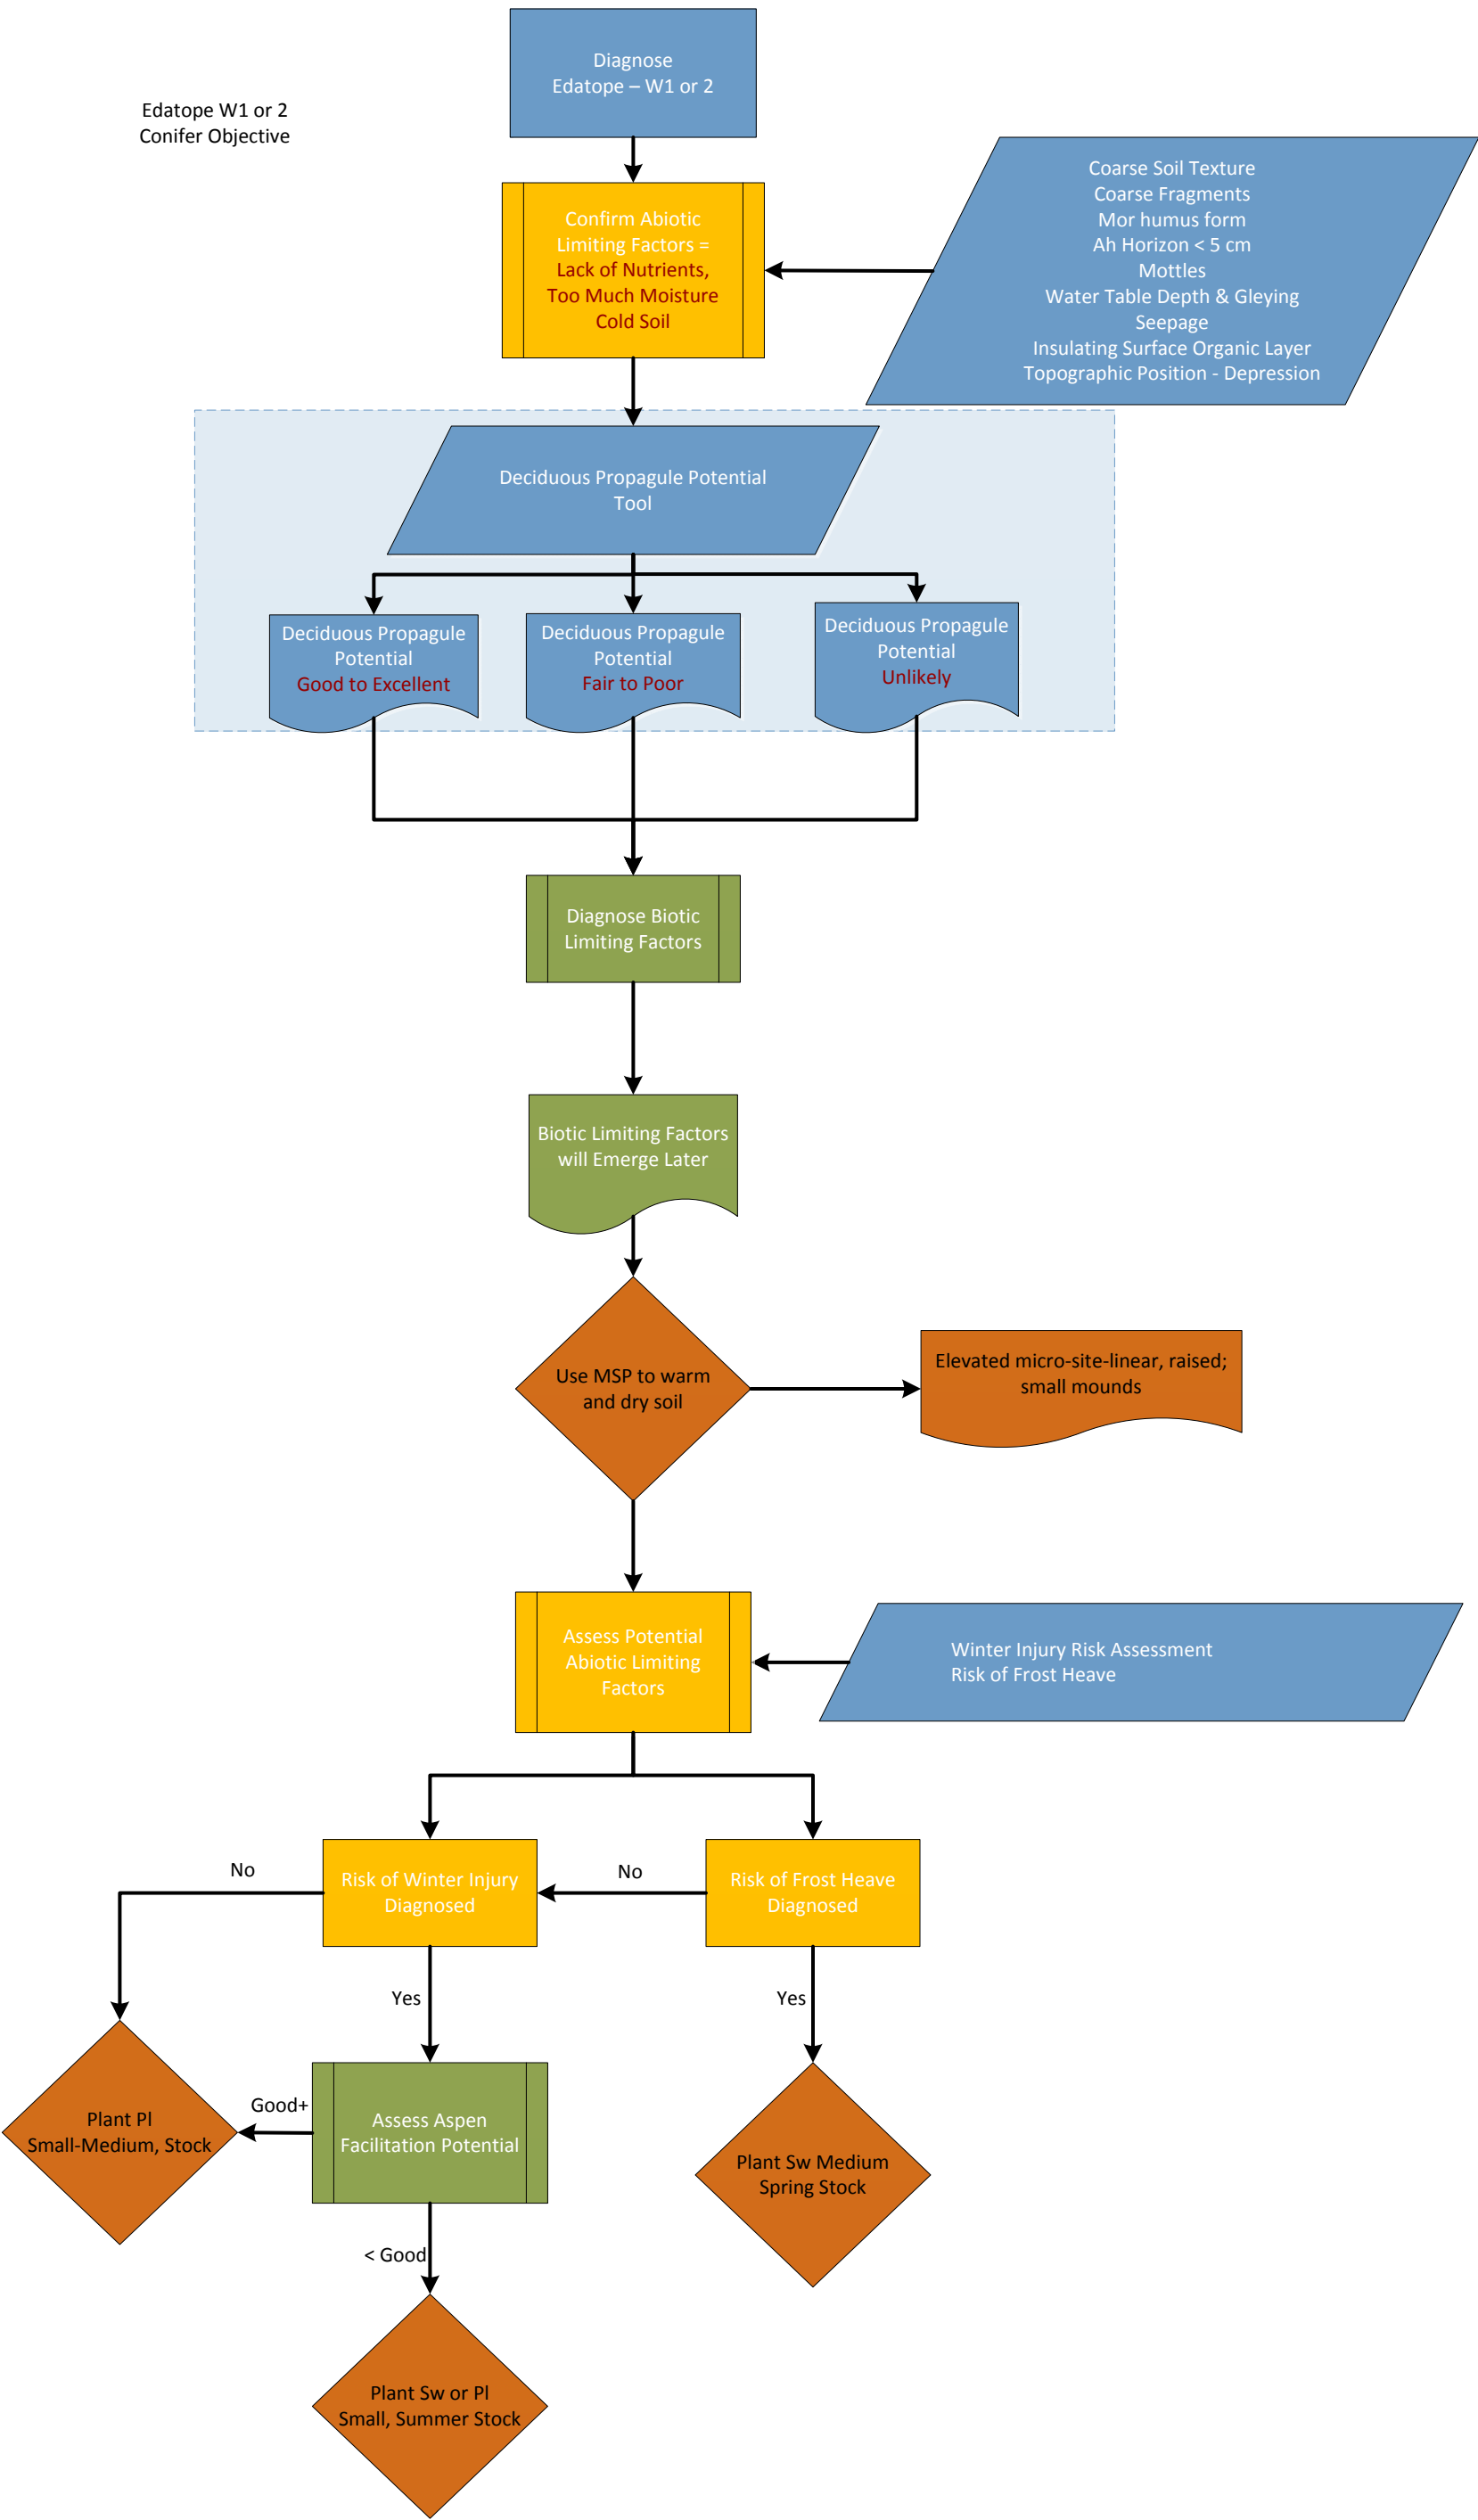 Diagnose
Edatope – W1 or 2
Edatope W1 or 2
Conifer Objective
Coarse Soil Texture
Coarse Fragments
Mor humus form
Ah Horizon < 5 cm
Mottles
Water Table Depth & Gleying
Seepage
Insulating Surface Organic Layer
Topographic Position - Depression
Confirm Abiotic
Limiting Factors =
Lack of Nutrients,
Too Much Moisture
Cold Soil
Deciduous Propagule Potential
Tool
Deciduous Propagule
Potential
Good to Excellent
Deciduous Propagule
Potential
Fair to Poor
Deciduous Propagule
Potential
Unlikely
Diagnose Biotic
Limiting Factors
Biotic Limiting Factors
will Emerge Later
Use MSP to warm
and dry soil
Elevated micro-site-linear, raised;
small mounds
Assess Potential
Abiotic Limiting
Factors
Winter Injury Risk Assessment
Risk of Frost Heave
No
Risk of Winter Injury
Diagnosed
No
Risk of Frost Heave
Diagnosed
Yes
Yes
Plant Pl
Small-Medium, Stock
Good+
Assess Aspen
Facilitation Potential
Plant Sw Medium
Spring Stock
< Good
Plant Sw or Pl
Small, Summer Stock